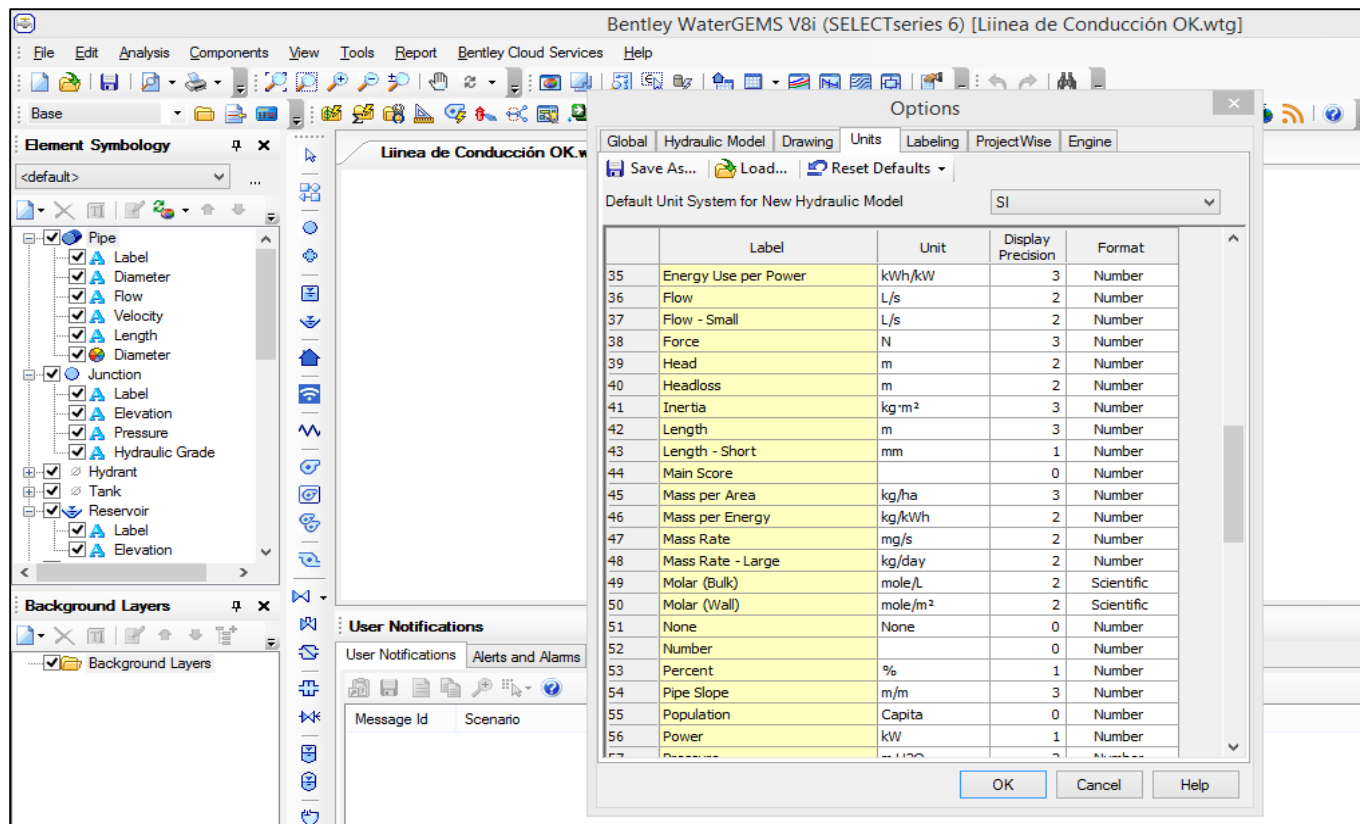 Bentley WaterGEMS V8i (SELECTseries 6) [Liinea de Conducción OK.wtg]
File Edit Analysis Components View Tools Report Bentley Cloud Services Help
Base
Element Symbology
<default>
...
Pipe
Label
Diameter
Flow
Velocity
Length
Diameter
Junction
Label
Elevation
Pressure
Hydraulic Grade
Hydrant
Tank
Reservoir
Label
Elevation
Background Layers
Background Layers
Liinea de Conducción OK.w
User Notifications
User Notifications Alerts and Alarms
Message Id Scenario
Options
Global Hydraulic Model Drawing Units Labeling ProjectWise Engine
Save As... Load... Reset Defaults
Default Unit System for New Hydraulic Model SI
Label Unit Display Precision Format
35 Energy Use per Power kWh/kW 3 Number
36 Flow L/s 2 Number
37 Flow - Small L/s 2 Number
38 Force N 3 Number
39 Head m 2 Number
40 Headloss m 2 Number
41 Inertia kg·m² 3 Number
42 Length m 3 Number
43 Length - Short mm 1 Number
44 Main Score 0 Number
45 Mass per Area kg/ha 3 Number
46 Mass per Energy kg/kWh 2 Number
47 Mass Rate mg/s 2 Number
48 Mass Rate - Large kg/day 2 Number
49 Molar (Bulk) mole/L 2 Scientific
50 Molar (Wall) mole/m² 2 Scientific
51 None None 0 Number
52 Number 0 Number
53 Percent % 1 Number
54 Pipe Slope m/m 3 Number
55 Population Capita 0 Number
56 Power kW 1 Number
OK Cancel Help